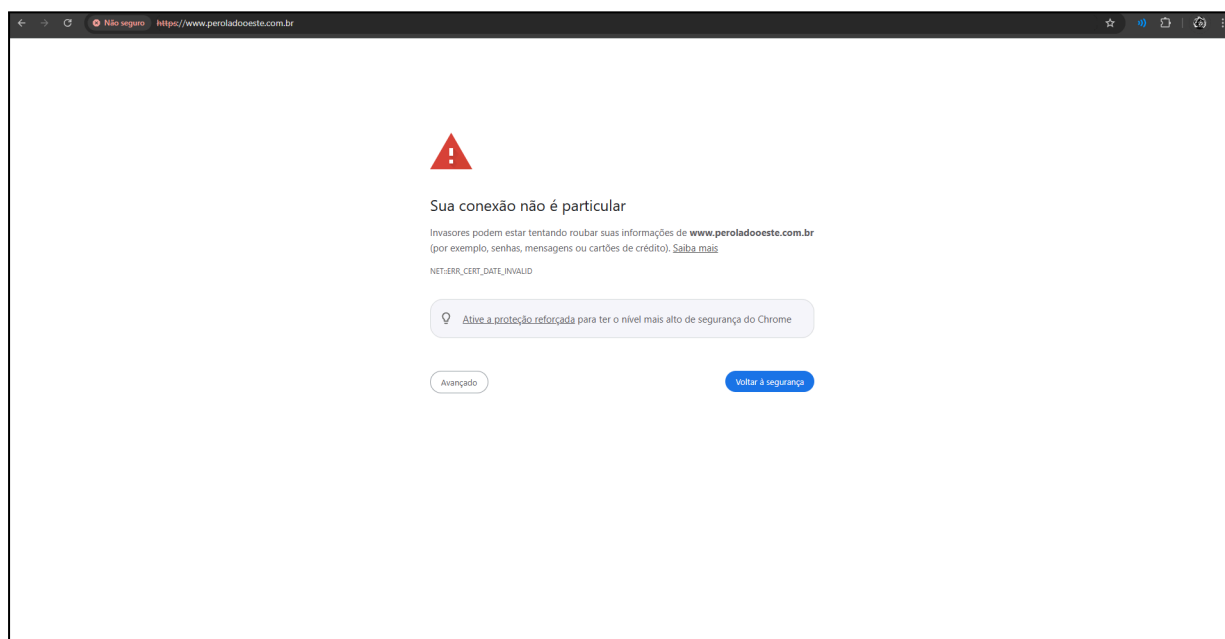 Não seguro https://www.peroladooeste.com.br
Sua conexão não é particular
Invasores podem estar tentando roubar suas informações de www.peroladooeste.com.br
(por exemplo, senhas, mensagens ou cartões de crédito). Saiba mais
NET::ERR_CERT_DATE_INVALID
Ative a proteção reforçada para ter o nível mais alto de segurança do Chrome
Avançado Voltar à segurança